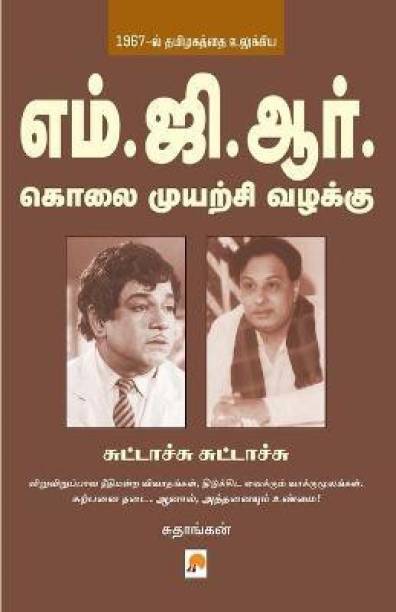 1967-ல் தமிழகத்தை உலுக்கிய
எம்.ஜி.ஆர்.
கொலை முயற்சி வழக்கு
சுட்டாச்சு சுட்டாச்சு
விறுவிறுப்பான நீதிமன்ற விவாதங்கள், திடுக்கிட வைக்கும் வாக்குமூலங்கள்.
கற்பனை தடை.. ஆனால், அத்தனையும் உண்மை!
சுதாங்கன்